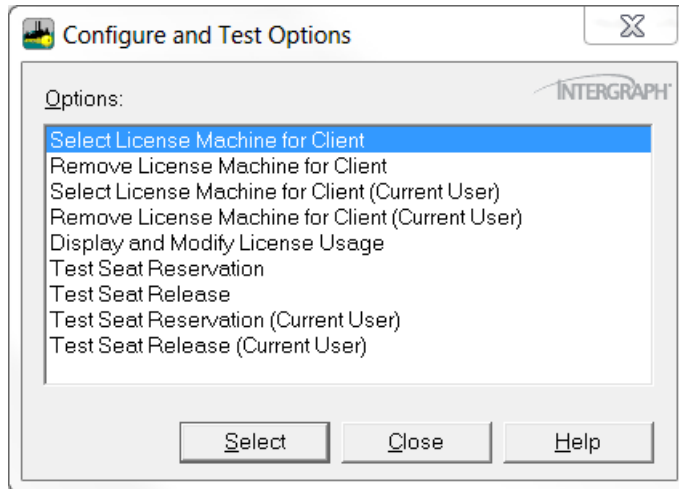 Configure and Test Options
INTERGRAPH
Options:
Select License Machine for Client
Remove License Machine for Client
Select License Machine for Client (Current User)
Remove License Machine for Client (Current User)
Display and Modify License Usage
Test Seat Reservation
Test Seat Release
Test Seat Reservation (Current User)
Test Seat Release (Current User)
Select
Close
Help